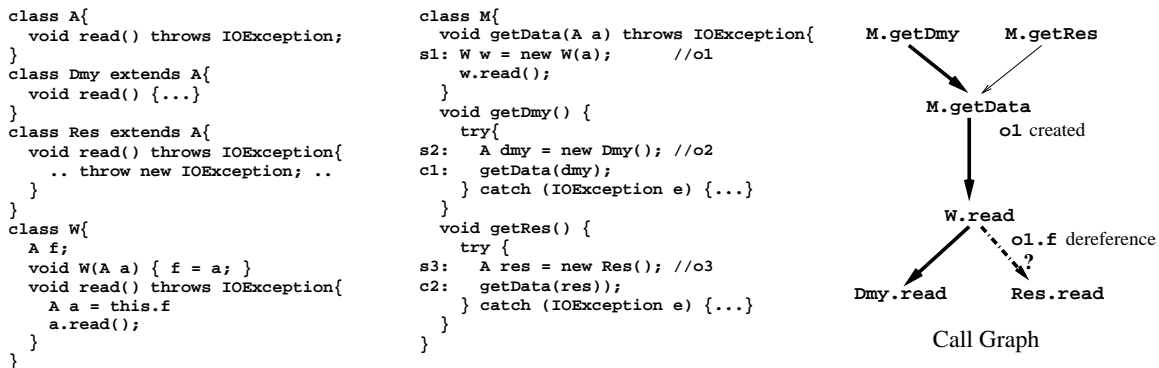 class A{
void read() throws IOException;
}
class Dmy extends A{
void read() {...}
}
class Res extends A{
void read() throws IOException{
.. throw new IOException; ..
}
}
class W{
A f;
void W(A a) { f = a; }
void read() throws IOException{
A a = this.f
a.read();
}
}
class M{
void getData(A a) throws IOException{
s1: W w = new W(a); //o1
w.read();
}
void getDmy() {
try{
s2: A dmy = new Dmy(); //o2
c1: getData(dmy);
} catch (IOException e) {...}
}
void getRes() {
try {
s3: A res = new Res(); //o3
c2: getData(res));
} catch (IOException e) {...}
}
}
M.getDmy M.getRes
M.getData
o1 created
W.read
o1.f dereference
?
Dmy.read Res.read
Call Graph